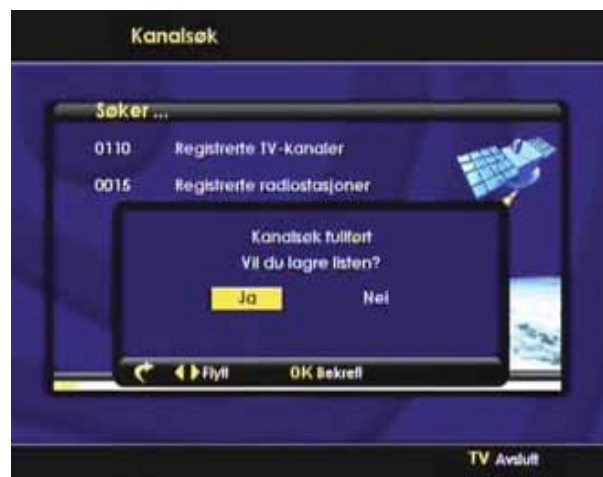 Kanalsøk
Søker ...
0110 Registrerte TV-kanaler
0015 Registrerte radiostasjoner
Kanalsøk fullført
Vil du lagre listen?
Ja Nei
Flytt OK Bekreft
TV Avslutt